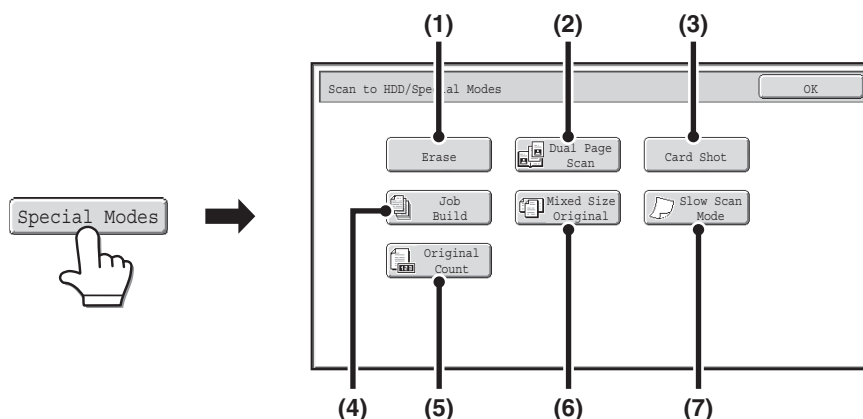 (1) (2) (3)
Scan to HDD/Special Modes OK
Erase
Dual Page
Scan
Card Shot
Special Modes
Job
Build
Mixed Size
Original
Slow Scan
Mode
Original
Count
123
(4) (5) (6) (7)